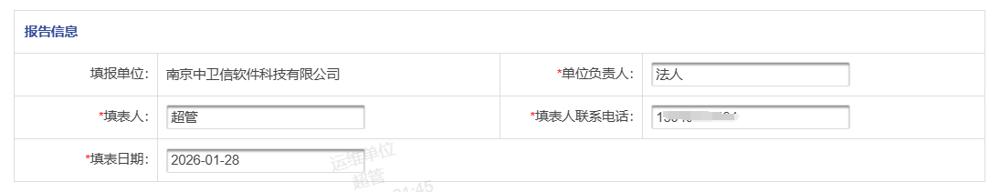 报告信息
填报单位： 南京中卫信软件科技有限公司 *单位负责人： 法人
*填表人： 超管 *填表人联系电话：
*填表日期： 2026-01-28
运维单位
超管